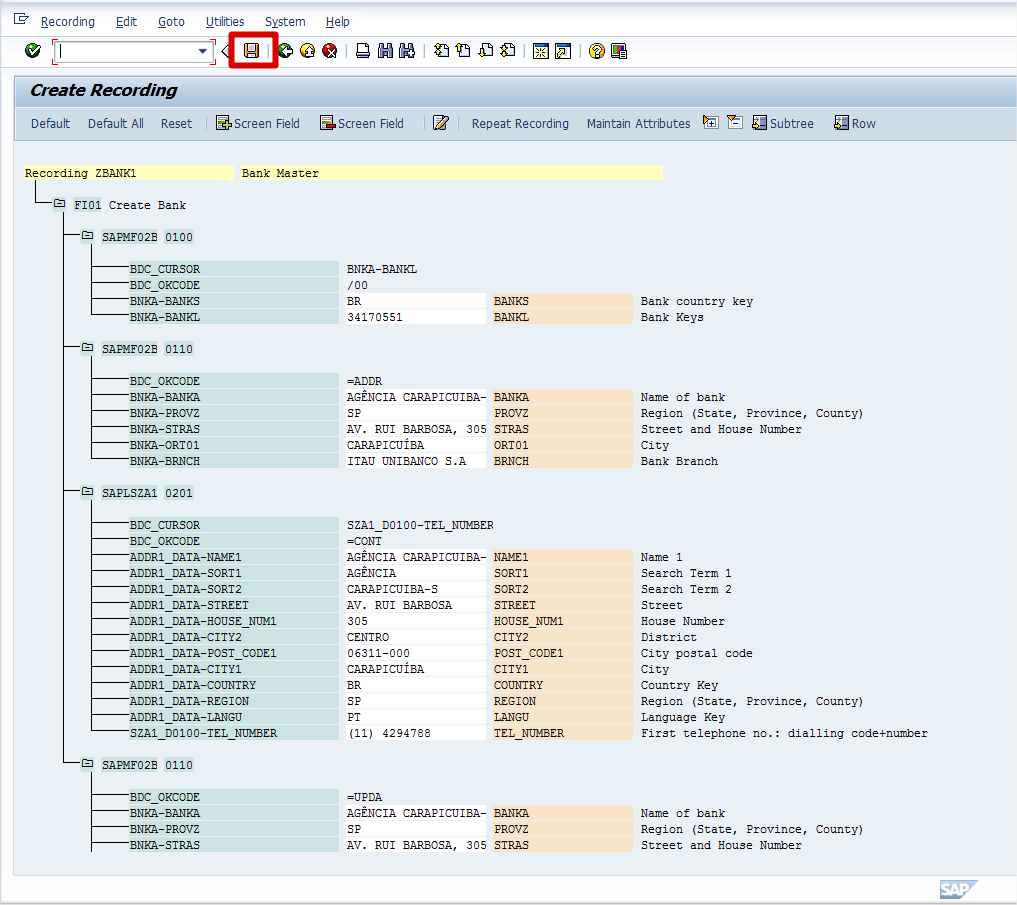 Recording Edit Goto Utilities System Help
Create Recording
Default Default All Reset Screen Field Screen Field Repeat Recording Maintain Attributes Subtree Row
Recording ZBANK1 Bank Master
FI01 Create Bank
SAPMF02B 0100
BDC_CURSOR BNKA-BANKL
BDC_OKCODE /00
BNKA-BANKS BR BANKS Bank country key
BNKA-BANKL 34170551 BANKL Bank Keys
SAPMF02B 0110
BDC_OKCODE =ADDR
BNKA-BANKA AGÊNCIA CARAPICUIBA- BANKA Name of bank
BNKA-PROVZ SP PROVZ Region (State, Province, County)
BNKA-STRAS AV. RUI BARBOSA, 305 STRAS Street and House Number
BNKA-ORT01 CARAPICUÍBA ORT01 City
BNKA-BRNCH ITAU UNIBANCO S.A BRNCH Bank Branch
SAPLSZA1 0201
BDC_CURSOR SZA1_D0100-TEL_NUMBER
BDC_OKCODE =CONT
ADDR1_DATA-NAME1 AGÊNCIA CARAPICUIBA- NAME1 Name 1
ADDR1_DATA-SORT1 AGÊNCIA SORT1 Search Term 1
ADDR1_DATA-SORT2 CARAPICUIBA-S SORT2 Search Term 2
ADDR1_DATA-STREET AV. RUI BARBOSA STREET Street
ADDR1_DATA-HOUSE_NUM1 305 HOUSE_NUM1 House Number
ADDR1_DATA-CITY2 CENTRO CITY2 District
ADDR1_DATA-POST_CODE1 06311-000 POST_CODE1 City postal code
ADDR1_DATA-CITY1 CARAPICUÍBA CITY1 City
ADDR1_DATA-COUNTRY BR COUNTRY Country Key
ADDR1_DATA-REGION SP REGION Region (State, Province, County)
ADDR1_DATA-LANGU PT LANGU Language Key
SZA1_D0100-TEL_NUMBER (11) 4294788 TEL_NUMBER First telephone no.: dialling code+number
SAPMF02B 0110
BDC_OKCODE =UPDA
BNKA-BANKA AGÊNCIA CARAPICUIBA- BANKA Name of bank
BNKA-PROVZ SP PROVZ Region (State, Province, County)
BNKA-STRAS AV. RUI BARBOSA, 305 STRAS Street and House Number
SAP